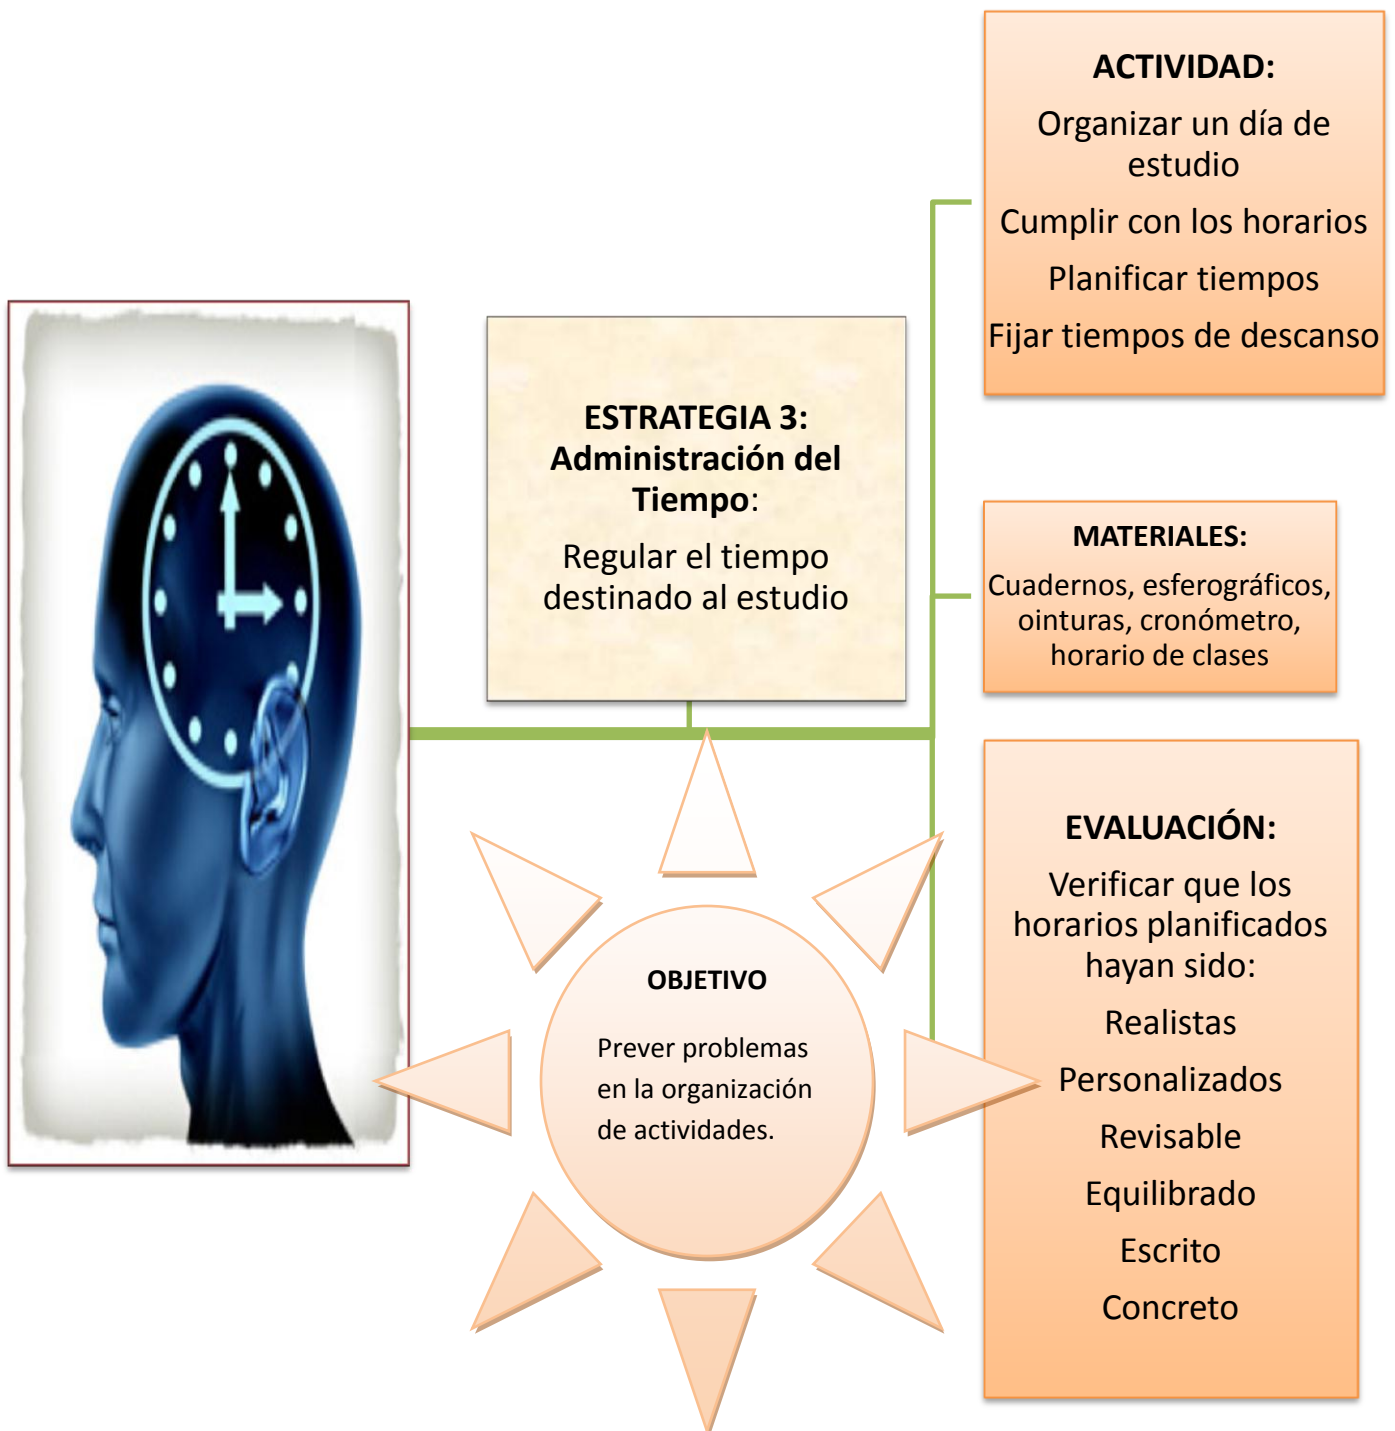 ESTRATEGIA 3:
Administración del
Tiempo:
Regular el tiempo
destinado al estudio
ACTIVIDAD:
Organizar un día de
estudio
Cumplir con los horarios
Planificar tiempos
Fijar tiempos de descanso
MATERIALES:
Cuadernos, esferográficos,
ointuras, cronómetro,
horario de clases
EVALUACIÓN:
Verificar que los
horarios planificados
hayan sido:
Realistas
Personalizados
Revisable
Equilibrado
Escrito
Concreto
OBJETIVO
Prever problemas
en la organización
de actividades.